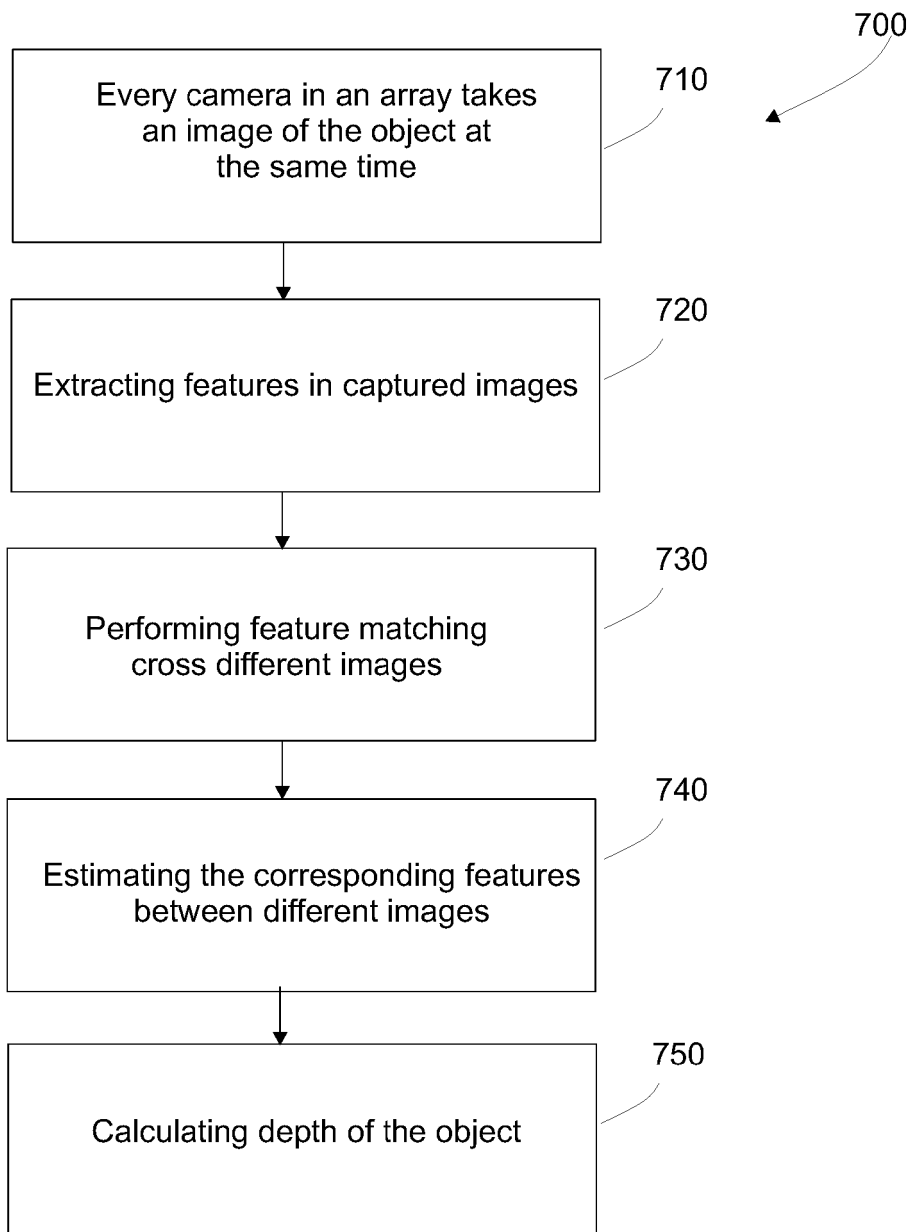 700
710
Every camera in an array takes
an image of the object at
the same time
720
Extracting features in captured images
730
Performing feature matching
cross different images
740
Estimating the corresponding features
between different images
750
Calculating depth of the object